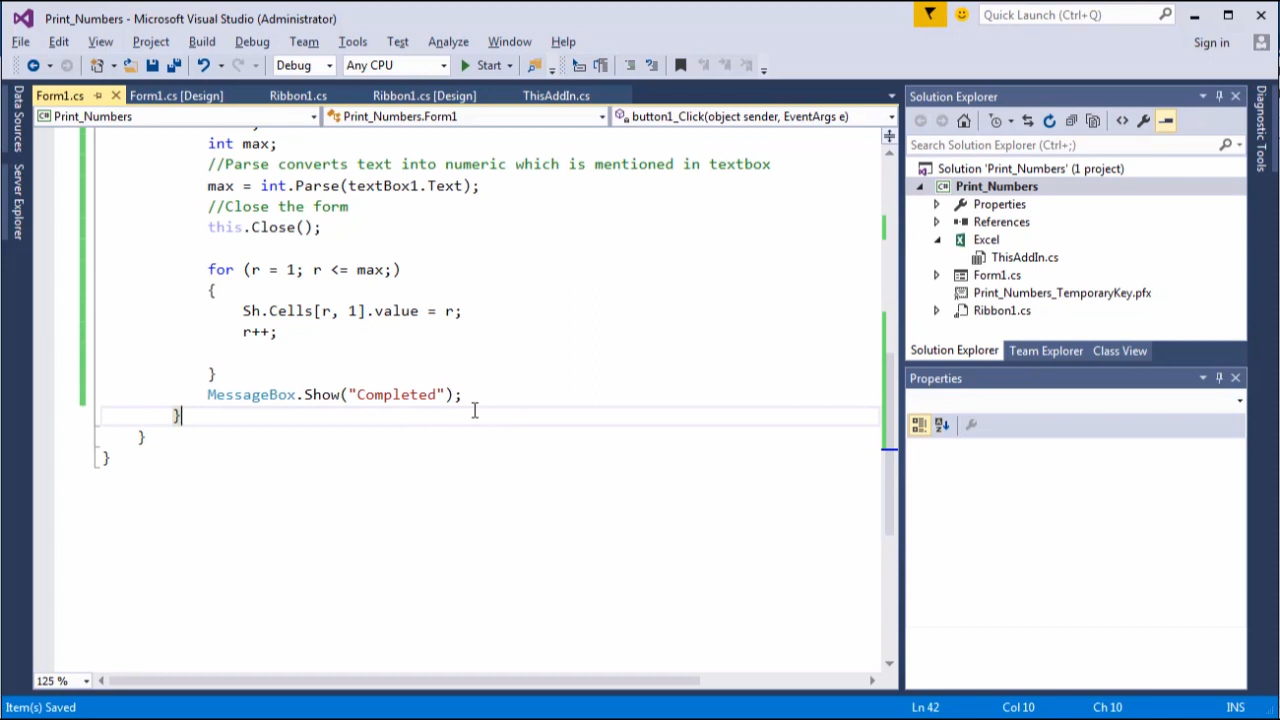 Print_Numbers - Microsoft Visual Studio (Administrator)
Quick Launch (Ctrl+Q)
File Edit View Project Build Debug Team Tools Test Analyze Window Help
Sign in
Debug Any CPU Start
Form1.cs Form1.cs [Design] Ribbon1.cs Ribbon1.cs [Design] ThisAddIn.cs
Print_Numbers Print_Numbers.Form1 button1_Click(object sender, EventArgs e)
Data Sources
Server Explorer
int max;
//Parse converts text into numeric which is mentioned in textbox
max = int.Parse(textBox1.Text);
//Close the form
this.Close();
for (r = 1; r <= max;)
{
Sh.Cells[r, 1].value = r;
r++;
}
MessageBox.Show("Completed");
}
}
}
125 %
Solution Explorer
Search Solution Explorer (Ctrl+;)
Solution 'Print_Numbers' (1 project)
Print_Numbers
Properties
References
Excel
ThisAddIn.cs
Form1.cs
Print_Numbers_TemporaryKey.pfx
Ribbon1.cs
Solution Explorer Team Explorer Class View
Properties
Diagnostic Tools
Item(s) Saved Ln 42 Col 10 Ch 10 INS